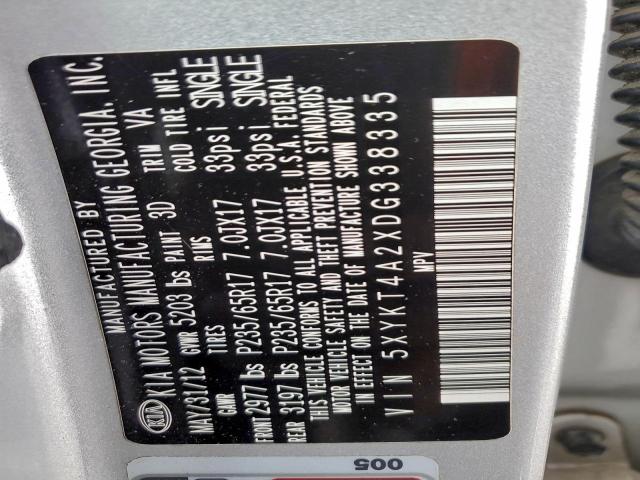 MANUFACTURED BY
KIA KIA MOTORS MANUFACTURING GEORGIA, INC.
MAY/31/12 GVWR 5203 lbs PAINT 3D TRIM VA
GWR TIRES RIMS COLD TIRE INFL
FRONT 2977 lbs P235/65R17 7.0JX17 33psi SINGLE
REAR 3197 lbs P235/65R17 7.0JX17 33psi SINGLE
THIS VEHICLE CONFORMS TO ALL APPLICABLE U.S.A. FEDERAL
MOTOR VEHICLE SAFETY AND THEFT PREVENTION STANDARDS
IN EFFECT ON THE DATE OF MANUFACTURE SHOWN ABOVE
VIN 5XYKT4A2XDG338335
MPV
005